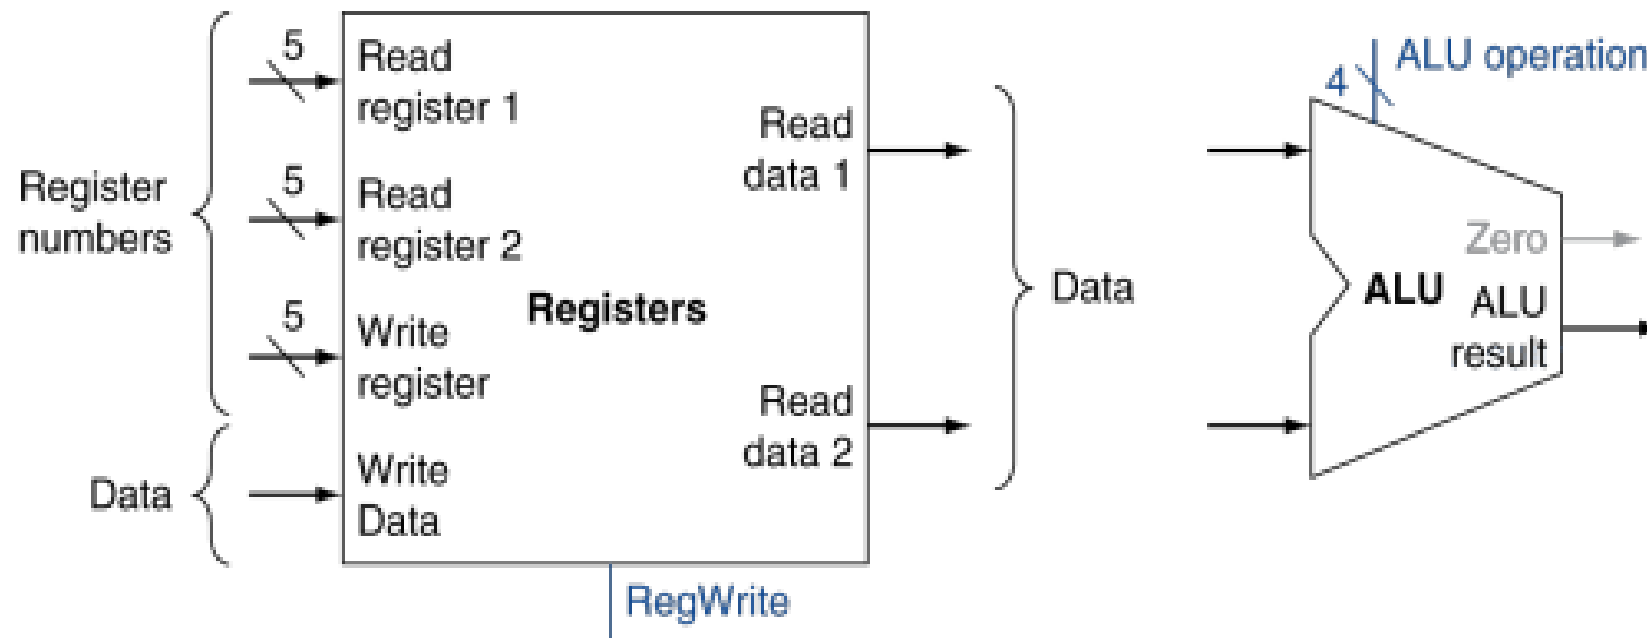 Register
numbers
Data
5
Read
register 1
5
Read
register 2
5
Write
register
Write
Data
Registers
Read
data 1
Read
data 2
RegWrite
Data
4
ALU operation
Zero
ALU
ALU
result